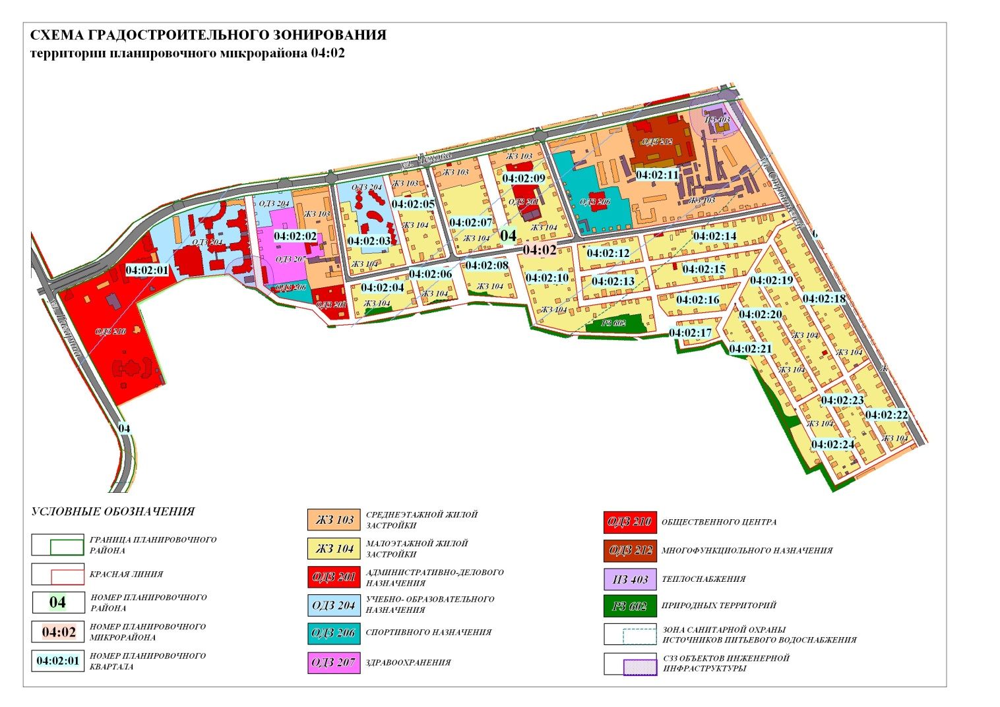 СХЕМА ГРАДОСТРОИТЕЛЬНОГО ЗОНИРОВАНИЯ
территории планировочного микрорайона 04:02
ул. Чехова
ИЗ 403
ОДЗ 212
ЖЗ 103
ЖЗ 103
04:02:09
04:02:11
ул. Строителей
ОДЗ 204
ЖЗ 103
ОДЗ 204
ЖЗ 103
04:02:05
ОДЗ 201
ОДЗ 206
ЖЗ 103
04:02:07
ЖЗ 104
ЖЗ 104
04
04:02:14
04:02:02
04:02:03
ЖЗ 104
ОДЗ 204
04:02
04:02:12
ОДЗ 207
ЖЗ 104
04:02:08
04:02:01
04:02:06
04:02:10
04:02:13
04:02:15
04:02:19
ОДЗ 206
04:02:04
ЖЗ 104
ЖЗ 104
04:02:16
04:02:18
ОДЗ 201
ЖЗ 104
ЖЗ 104
04:02:20
РЗ 602
ул. Гагарина
ОДЗ 210
04:02:17
ЖЗ 104
04:02:21
ЖЗ 104
ЖЗ 104
Ж
04:02:23
04:02:22
ЖЗ 104
04
ЖЗ 104
04:02:24
УСЛОВНЫЕ ОБОЗНАЧЕНИЯ
ГРАНИЦА ПЛАНИРОВОЧНОГО
РАЙОНА
КРАСНАЯ ЛИНИЯ
04
НОМЕР ПЛАНИРОВОЧНОГО
РАЙОНА
04:02
НОМЕР ПЛАНИРОВОЧНОГО
МИКРОРАЙОНА
04:02:01
НОМЕР ПЛАНИРОВОЧНОГО
КВАРТАЛА
ЖЗ 103
СРЕДНЕЭТАЖНОЙ ЖИЛОЙ
ЗАСТРОЙКИ
ЖЗ 104
МАЛОЭТАЖНОЙ ЖИЛОЙ
ЗАСТРОЙКИ
ОДЗ 201
АДМИНИСТРАТИВНО-ДЕЛОВОГО
НАЗНАЧЕНИЯ
ОДЗ 204
УЧЕБНО- ОБРАЗОВАТЕЛЬНОГО
НАЗНАЧЕНИЯ
ОДЗ 206
СПОРТИВНОГО НАЗНАЧЕНИЯ
ОДЗ 207
ЗДРАВООХРАНЕНИЯ
ОДЗ 210
ОБЩЕСТВЕННОГО ЦЕНТРА
ОДЗ 212
МНОГОФУНКЦИОЛЬНОГО НАЗНАЧЕНИЯ
ИЗ 403
ТЕПЛОСНАБЖЕНИЯ
РЗ 602
ПРИРОДНЫХ ТЕРРИТОРИЙ
ЗОНА САНИТАРНОЙ ОХРАНЫ
ИСТОЧНИКОВ ПИТЬЕВОГО ВОДОСНАБЖЕНИЯ
СЗЗ ОБЪЕКТОВ ИНЖЕНЕРНОЙ
ИНФРАСТРУКТУРЫ